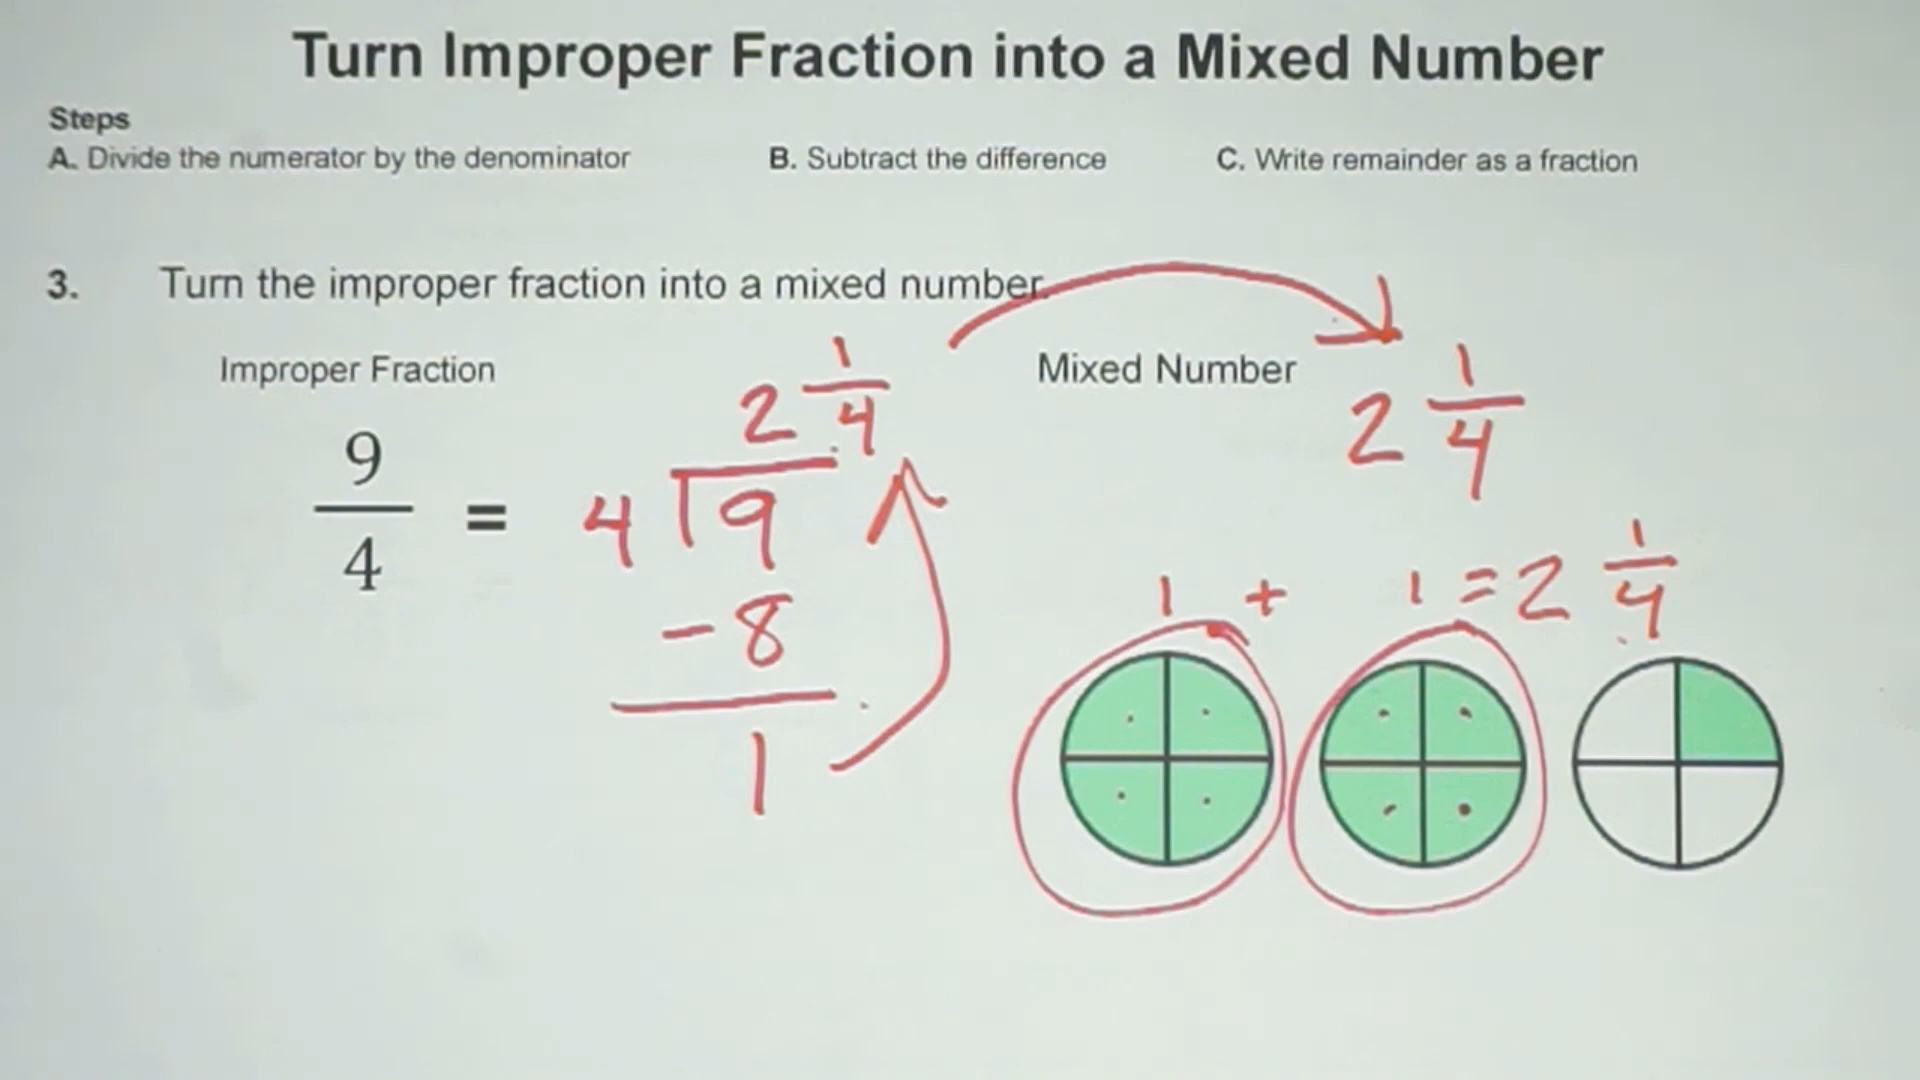 Turn Improper Fraction into a Mixed Number
Steps
A. Divide the numerator by the denominator B. Subtract the difference C. Write remainder as a fraction
3. Turn the improper fraction into a mixed number.
Improper Fraction
9
4
=
2 1/4
4 9
-8
1
Mixed Number
2 1/4
1 + 1 = 2 1/4